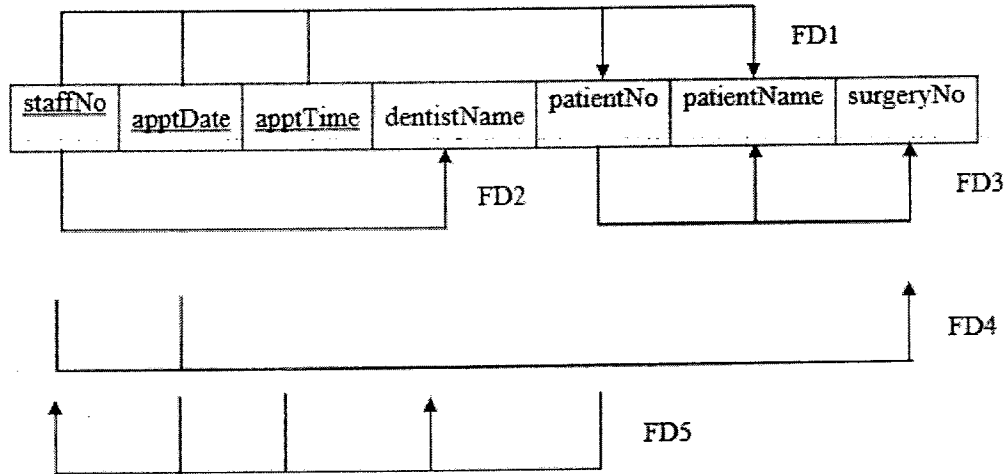 FD1
staffNo apptDate apptTime dentistName patientNo patientName surgeryNo
FD2
FD3
FD4
FD5